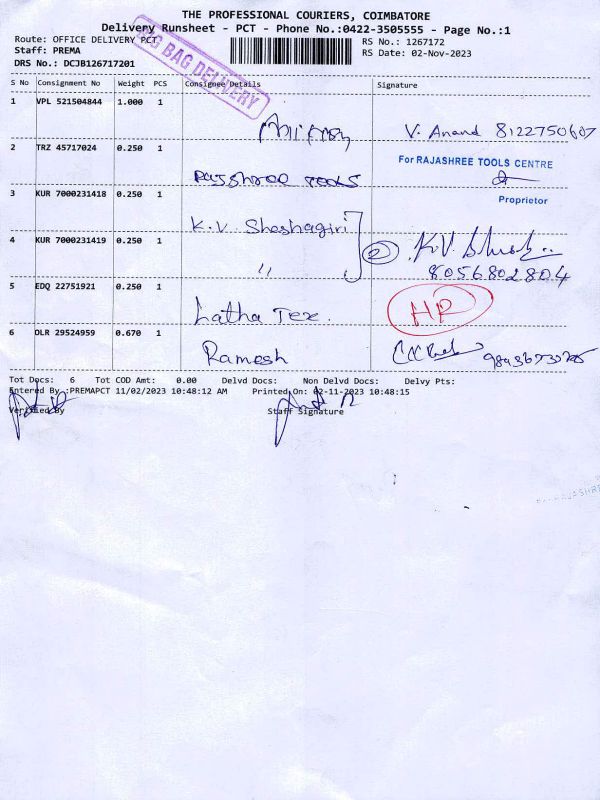 THE PROFESSIONAL COURIERS, COIMBATORE
Delivery Runsheet - PCT - Phone No.:0422-3505555 - Page No.:1
Route: OFFICE DELIVERY PCT
RS No.: 1267172
Staff: PREMA
RS Date: 02-Nov-2023
DRS No.: DCJB126717201
BAG DELIVERY
S No Consignment No Weight PCS Consignee Details Signature
1 VPL 521504844 1.000 1
V. Anand 8122750607
2 TRZ 45717024 0.250 1
For RAJASHREE TOOLS CENTRE
Rajshree Tools
Proprietor
3 KUR 7000231418 0.250 1
K.V. Sheshagiri
4 KUR 7000231419 0.250 1
2
"
8056802804
5 EDQ 22751921 0.250 1
Latha Tex.
HP
6 DLR 29524959 0.670 1
Ramesh
Tot Docs: 6 Tot COD Amt: 0.00 Delvd Docs: Non Delvd Docs: Delvy Pts:
Entered By :PREMAPCT 11/02/2023 10:48:12 AM Printed On: 02-11-2023 10:48:15
Verified By Staff Signature